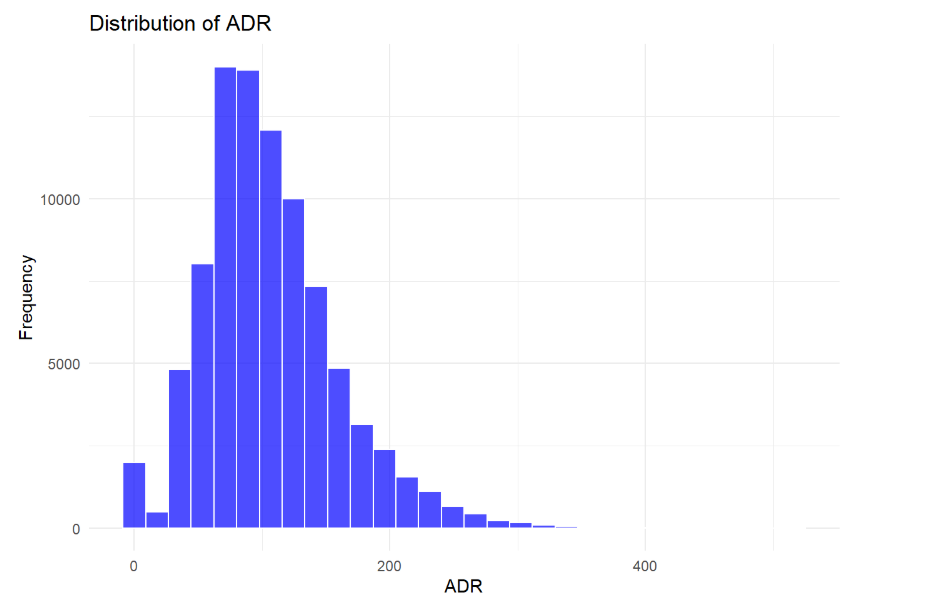 Distribution of ADR
Frequency
10000
5000
0
0 200 400
ADR